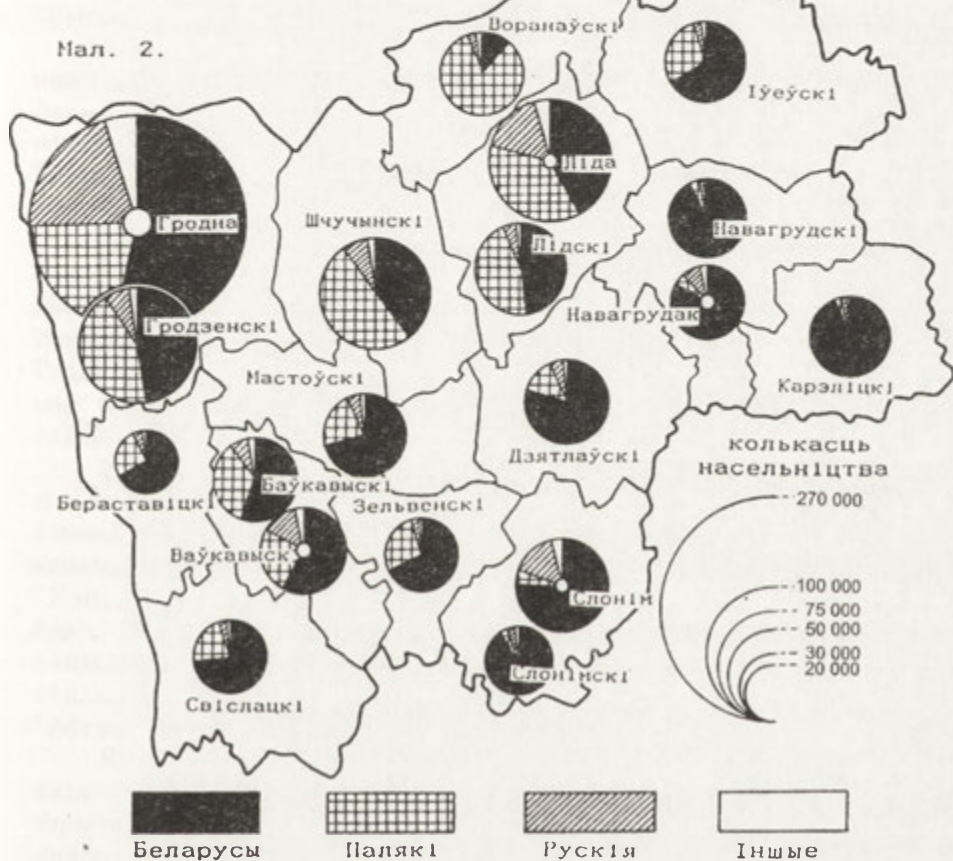 Мал. 2.
Воранаўскі
Іўеўскі
Ліда
Гродна
Шчучынскі
Лідскі
Навагрудскі
Навагрудак
Гродзенскі
Карэліцкі
Мастоўскі
Дзятлаўскі
Бераставіцкі
Баўкавыскі
Зельвенскі
Ваўкавыск
Слонім
Слонімскі
Свіслацкі
колькасць
насельніцтва
270 000
100 000
75 000
50 000
30 000
20 000
Беларусы
Палякі
Рускія
Іншые